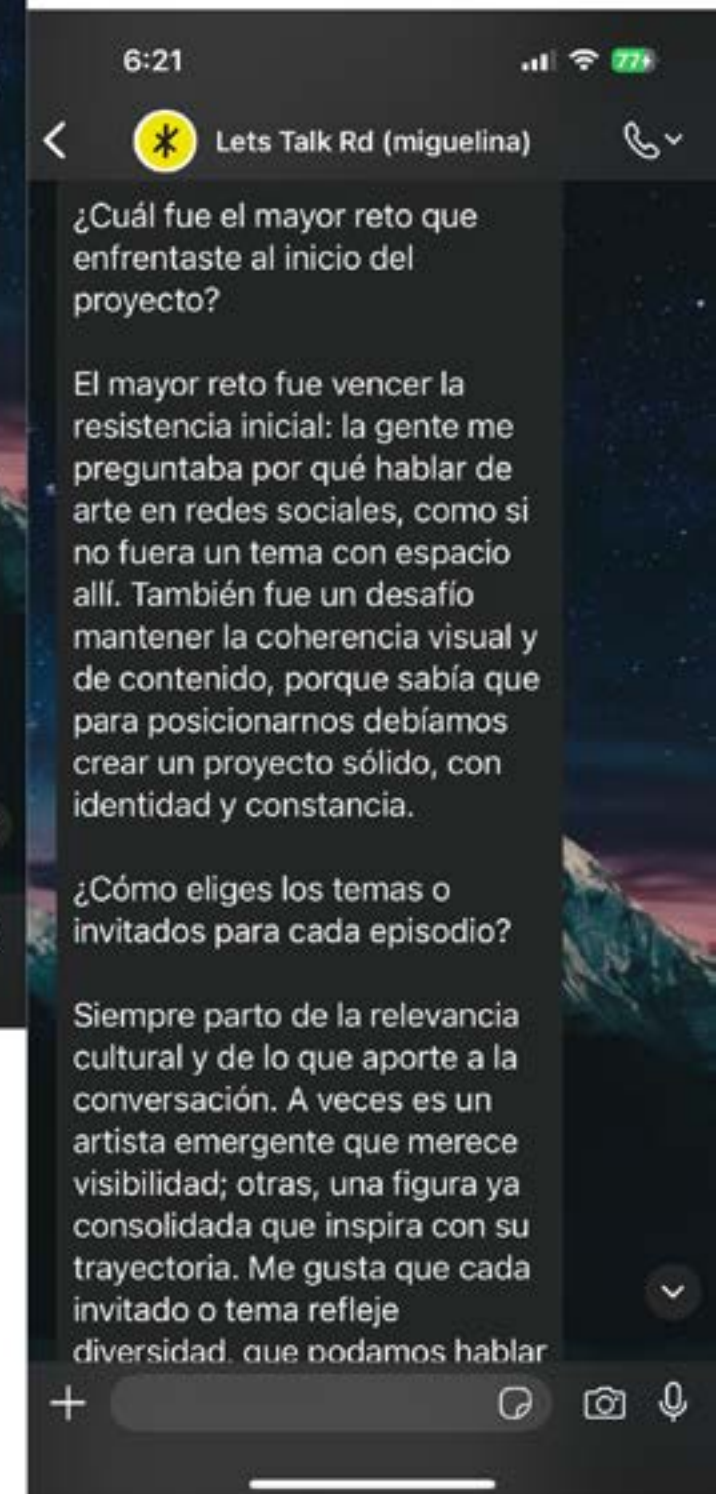 6:21
77
Lets Talk Rd (miguelina)
¿Cuál fue el mayor reto que
enfrentaste al inicio del
proyecto?
El mayor reto fue vencer la
resistencia inicial: la gente me
preguntaba por qué hablar de
arte en redes sociales, como si
no fuera un tema con espacio
allí. También fue un desafío
mantener la coherencia visual y
de contenido, porque sabía que
para posicionarnos debíamos
crear un proyecto sólido, con
identidad y constancia.
¿Cómo eliges los temas o
invitados para cada episodio?
Siempre parto de la relevancia
cultural y de lo que aporte a la
conversación. A veces es un
artista emergente que merece
visibilidad; otras, una figura ya
consolidada que inspira con su
trayectoria. Me gusta que cada
invitado o tema refleje
diversidad, que podamos hablar